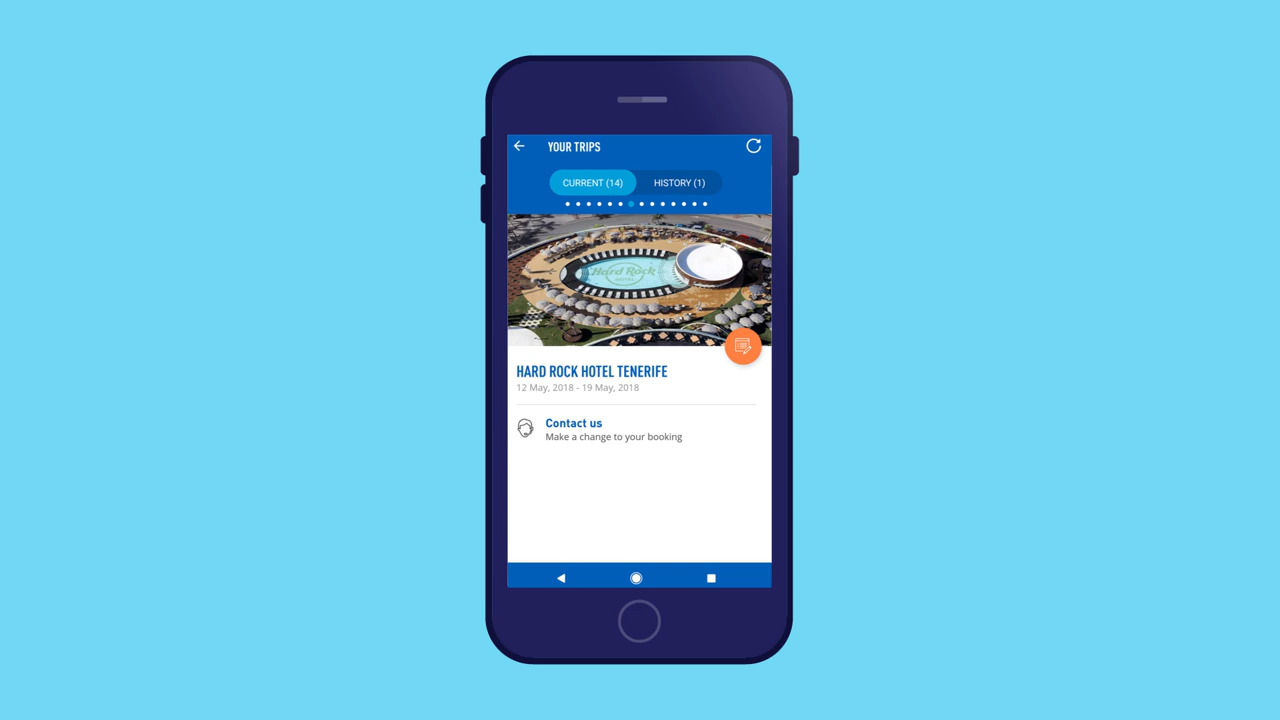 YOUR TRIPS
CURRENT (14)
HISTORY (1)
Hard Rock
HOTEL
HARD ROCK HOTEL TENERIFE
12 May, 2018 - 19 May, 2018
Contact us
Make a change to your booking